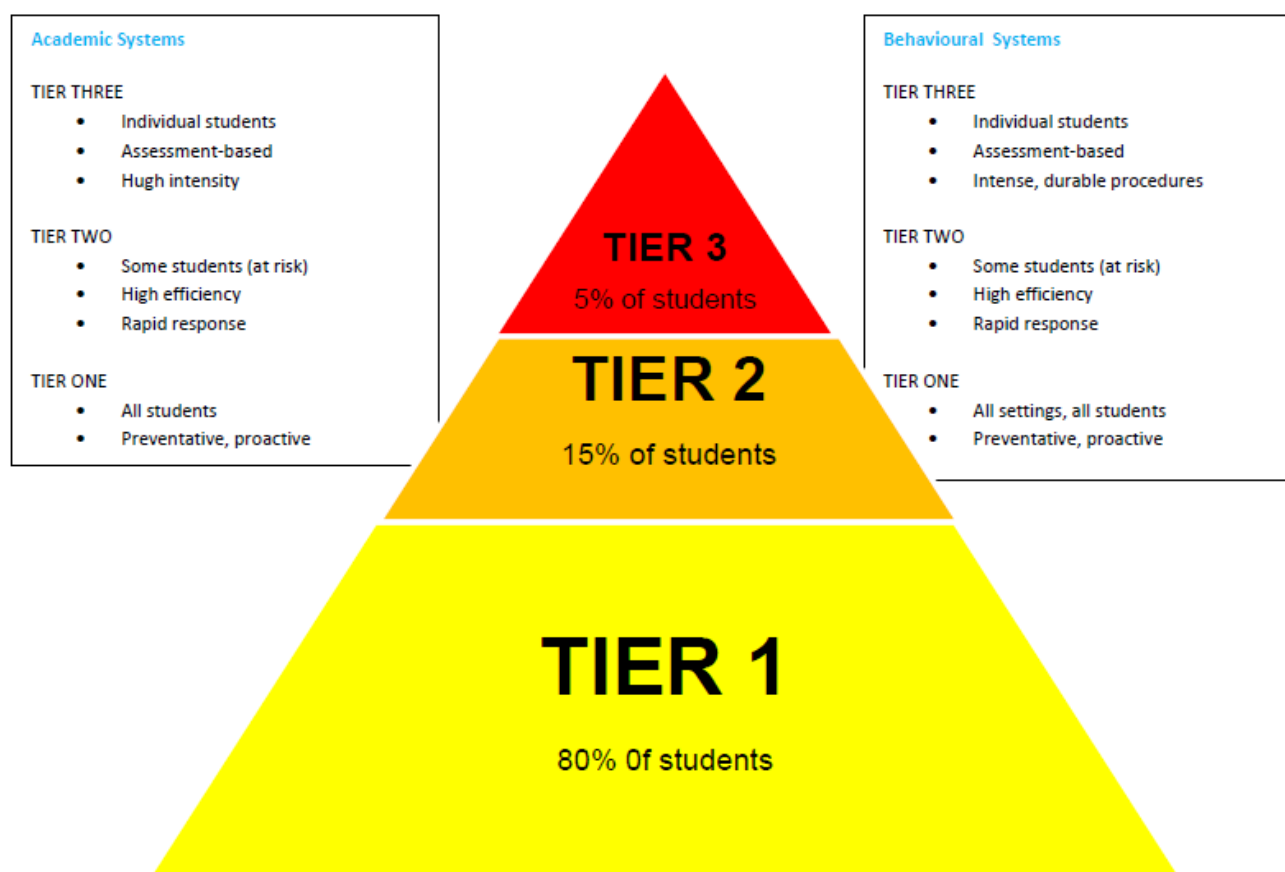 Academic Systems
TIER THREE
• Individual students
• Assessment-based
• Hugh intensity
TIER TWO
• Some students (at risk)
• High efficiency
• Rapid response
TIER ONE
• All students
• Preventative, proactive
TIER 3
5% of students
TIER 2
15% of students
TIER 1
80% 0f students
Behavioural Systems
TIER THREE
• Individual students
• Assessment-based
• Intense, durable procedures
TIER TWO
• Some students (at risk)
• High efficiency
• Rapid response
TIER ONE
• All settings, all students
• Preventative, proactive